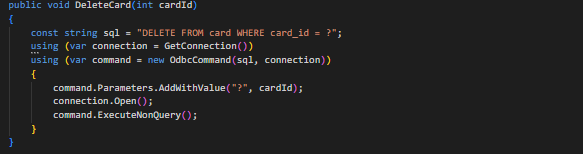 public void DeleteCard(int cardId)
{
    const string sql = "DELETE FROM card WHERE card_id = ?";
    using (var connection = GetConnection())
    using (var command = new OdbcCommand(sql, connection))
    {
        command.Parameters.AddWithValue("?", cardId);
        connection.Open();
        command.ExecuteNonQuery();
    }
}